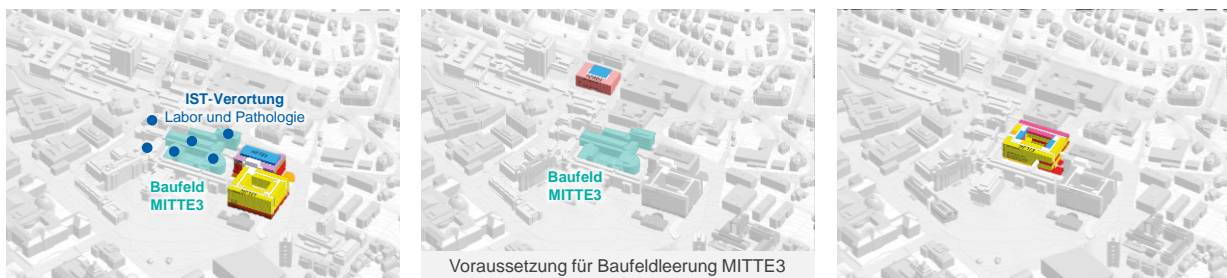 IST-Verortung
Labor und Pathologie
Baufeld
MITTE3
Baufeld
MITTE3
Voraussetzung für Baufeldleerung MITTE3